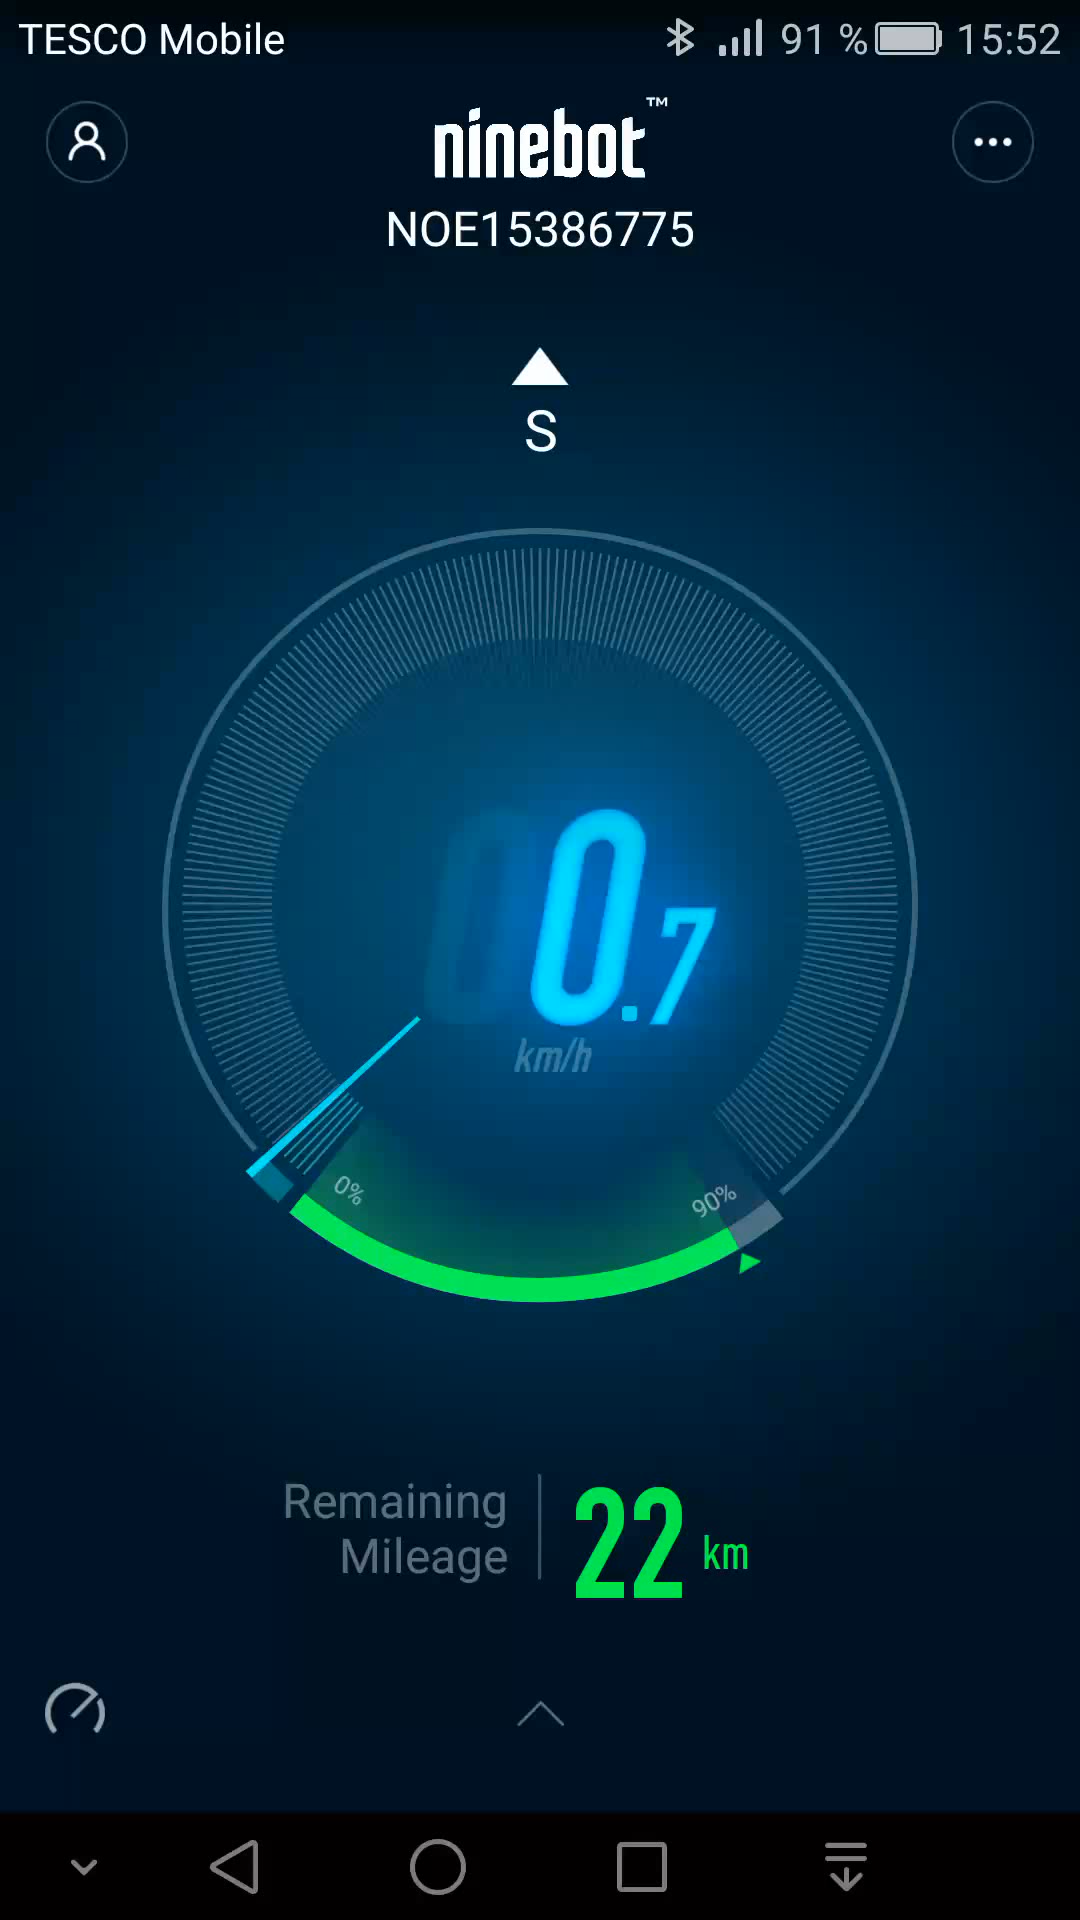 TESCO Mobile 91 % 15:52
ninebot™
NOE15386775
S
0.7
km/h
0% 90%
Remaining
Mileage
22 km